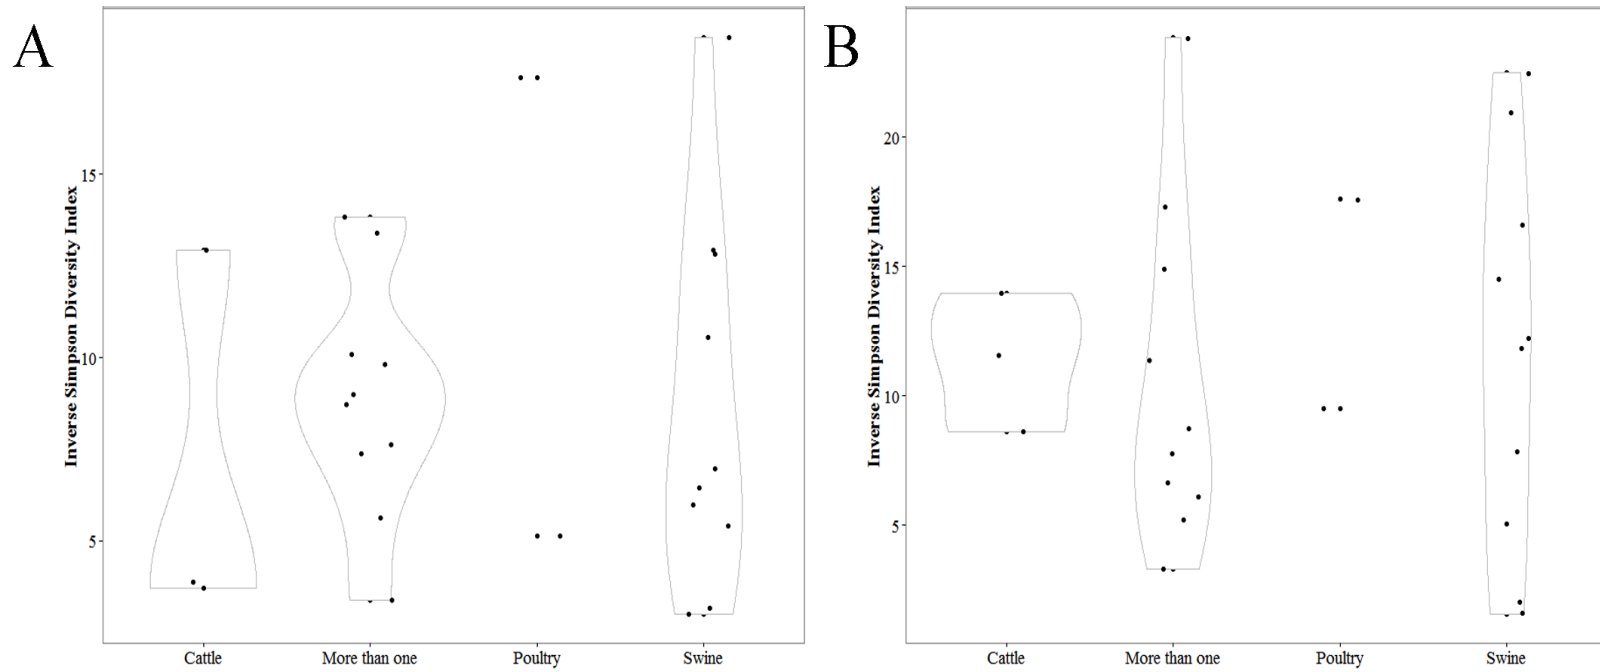 A
Inverse Simpson Diversity Index
15
10
5
Cattle
More than one
Poultry
Swine
B
Inverse Simpson Diversity Index
20
15
10
5
Cattle
More than one
Poultry
Swine